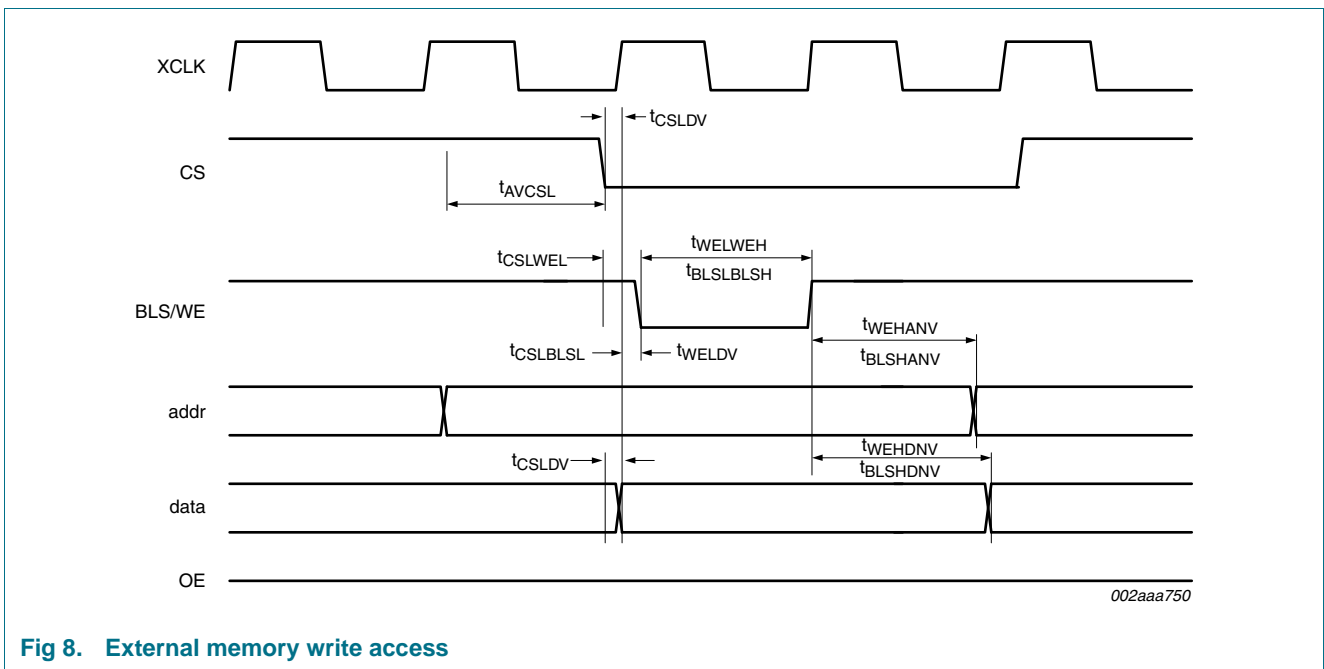 XCLK
tCSLDV
CS
tAVCSL
tCSLWEL
tWELWEH
tBLSLBLSH
BLS/WE
tCSLBLSL
tWELDV
tWEHANV
tBLSHANV
addr
tCSLDV
tWEHDNV
tBLSHDNV
data
OE
002aaa750
Fig 8. External memory write access